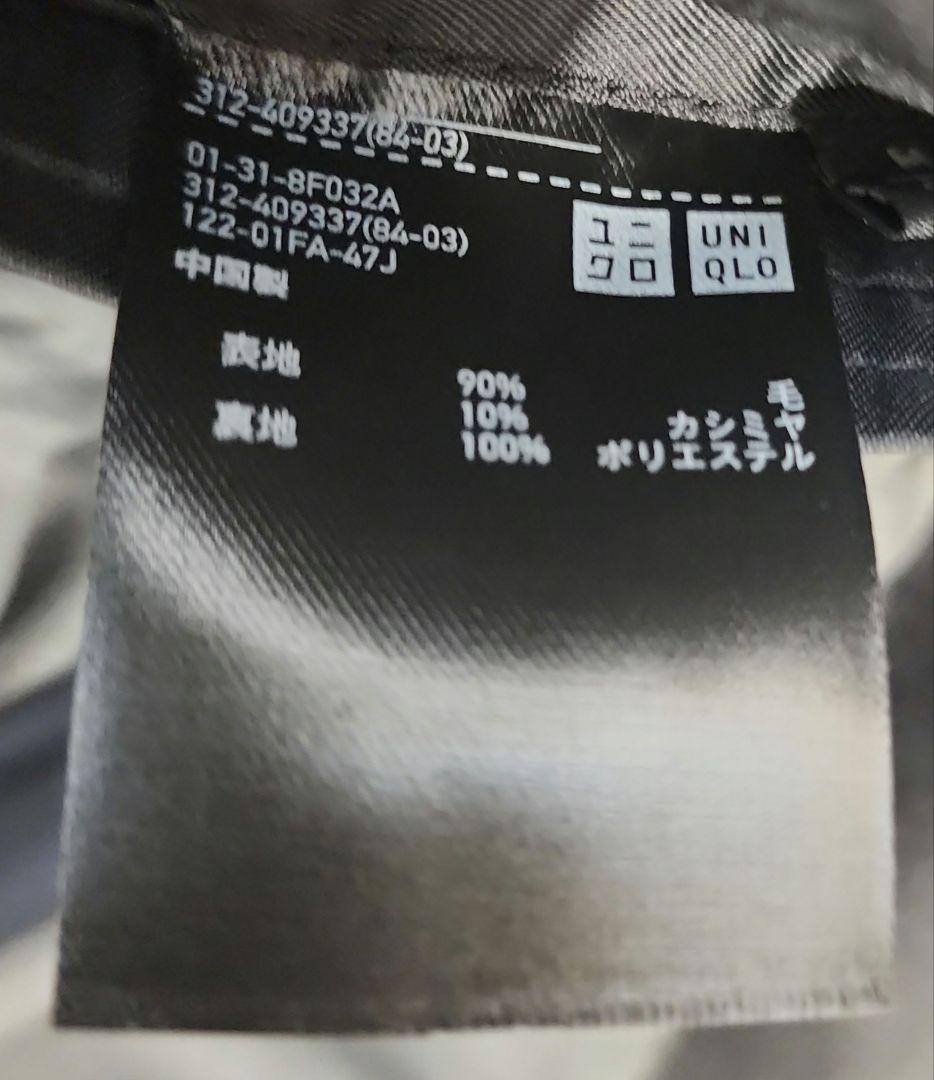 312-409337(84-03)
01-31-8F032A
312-409337(84-03)
122-01FA-47J
中国製
ユニ
クロ
UNI
QLO
表地 90% 毛
10% カシミヤ
裏地 100% ポリエステル